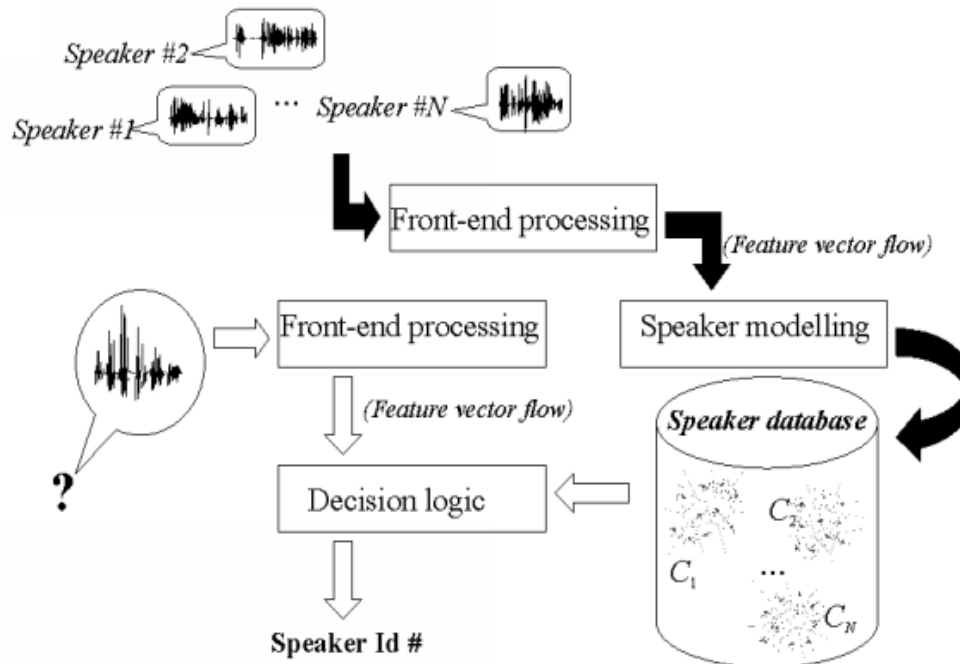 Speaker #2
Speaker #1
...
Speaker #N
Front-end processing
(Feature vector flow)
Front-end processing
Speaker modelling
(Feature vector flow)
Speaker database
?
Decision logic
C₂
C₁
...
C_N
Speaker Id #